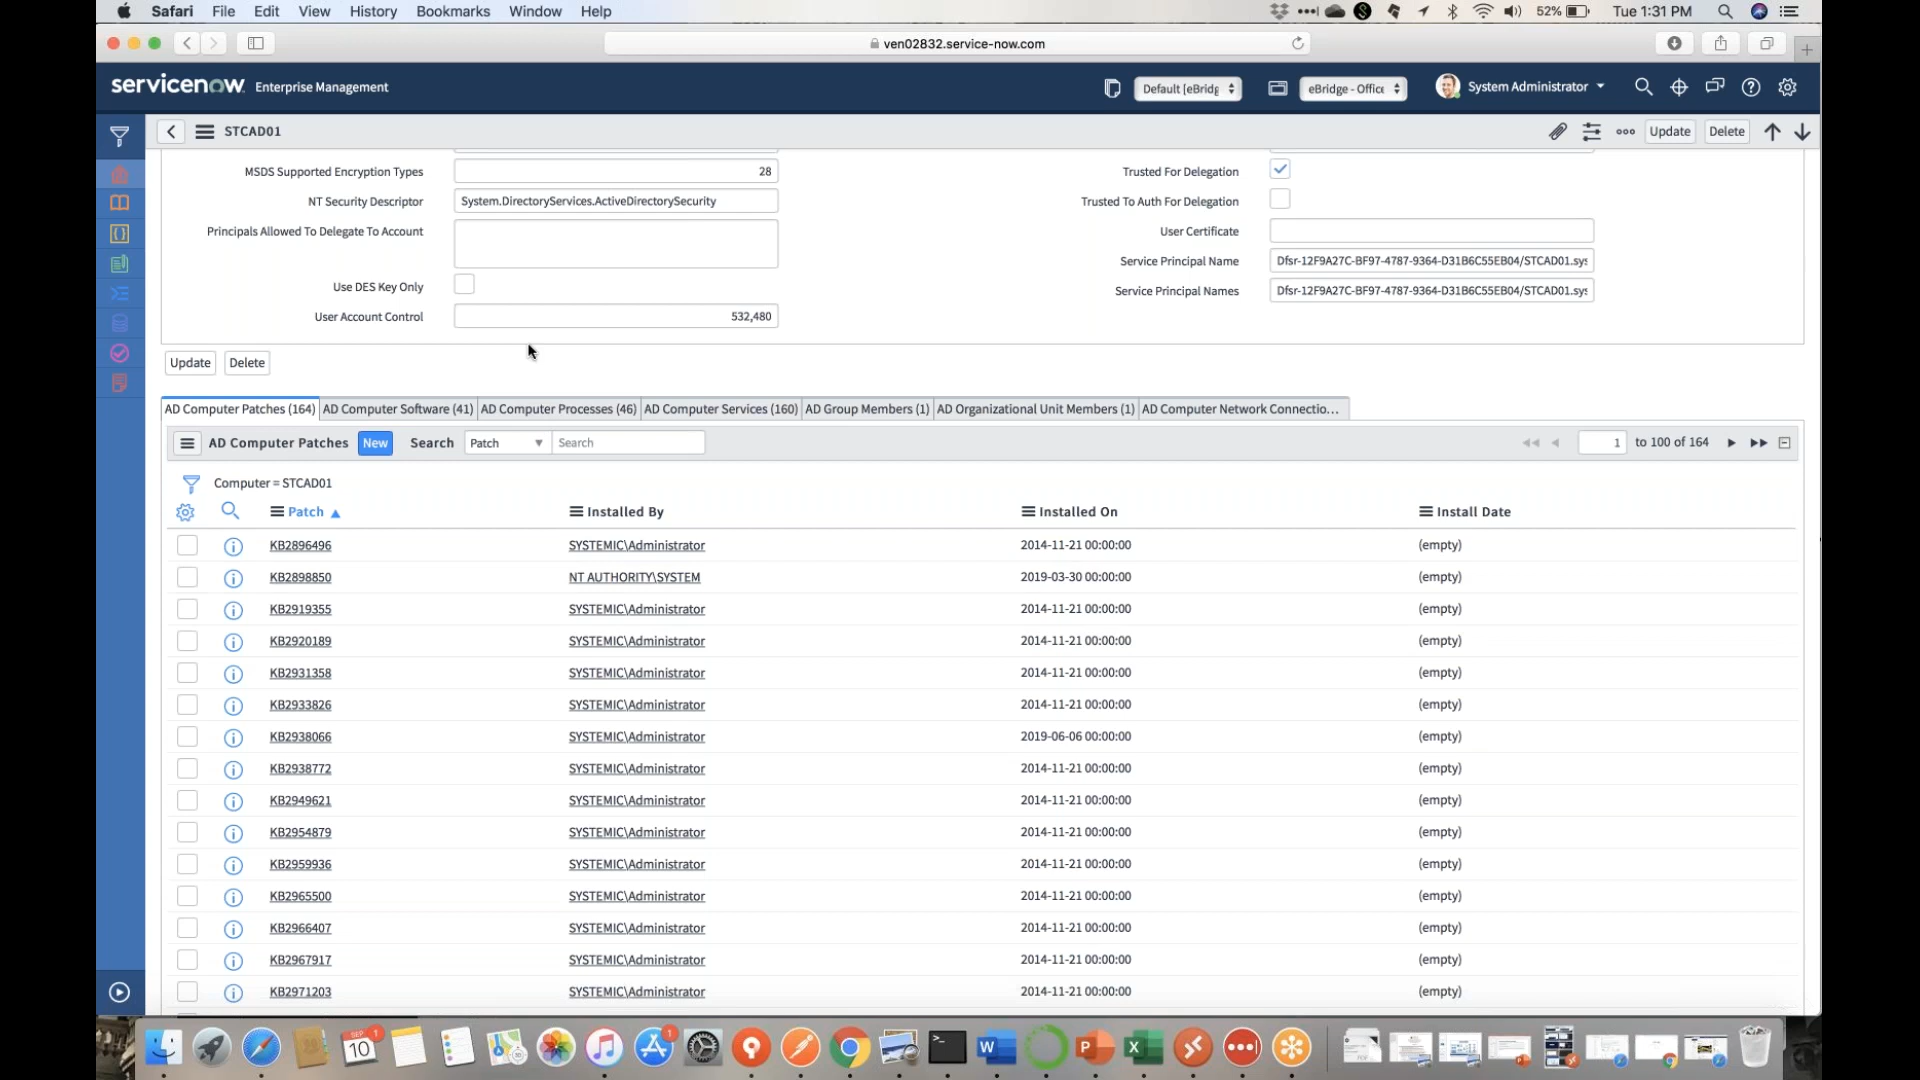 Safari File Edit View History Bookmarks Window Help 52% Tue 1:31 PM
ven02832.service-now.com
servicenow Enterprise Management Default [eBridg eBridge - Office System Administrator
STCAD01 Update Delete
MSDS Supported Encryption Types 28 Trusted For Delegation
NT Security Descriptor System.DirectoryServices.ActiveDirectorySecurity Trusted To Auth For Delegation
Principals Allowed To Delegate To Account User Certificate
Service Principal Name Dfsr-12F9A27C-BF97-4787-9364-D31B6C55EB04/STCAD01.sys
Use DES Key Only Service Principal Names Dfsr-12F9A27C-BF97-4787-9364-D31B6C55EB04/STCAD01.sys
User Account Control 532,480
Update Delete
AD Computer Patches (164) AD Computer Software (41) AD Computer Processes (46) AD Computer Services (160) AD Group Members (1) AD Organizational Unit Members (1) AD Computer Network Connectio...
AD Computer Patches New Search Patch Search 1 to 100 of 164
Computer = STCAD01
Patch Installed By Installed On Install Date
KB2896496 SYSTEMIC\Administrator 2014-11-21 00:00:00 (empty)
KB2898850 NT AUTHORITY\SYSTEM 2019-03-30 00:00:00 (empty)
KB2919355 SYSTEMIC\Administrator 2014-11-21 00:00:00 (empty)
KB2920189 SYSTEMIC\Administrator 2014-11-21 00:00:00 (empty)
KB2931358 SYSTEMIC\Administrator 2014-11-21 00:00:00 (empty)
KB2933826 SYSTEMIC\Administrator 2014-11-21 00:00:00 (empty)
KB2938066 SYSTEMIC\Administrator 2019-06-06 00:00:00 (empty)
KB2938772 SYSTEMIC\Administrator 2014-11-21 00:00:00 (empty)
KB2949621 SYSTEMIC\Administrator 2014-11-21 00:00:00 (empty)
KB2954879 SYSTEMIC\Administrator 2014-11-21 00:00:00 (empty)
KB2959936 SYSTEMIC\Administrator 2014-11-21 00:00:00 (empty)
KB2965500 SYSTEMIC\Administrator 2014-11-21 00:00:00 (empty)
KB2966407 SYSTEMIC\Administrator 2014-11-21 00:00:00 (empty)
KB2967917 SYSTEMIC\Administrator 2014-11-21 00:00:00 (empty)
KB2971203 SYSTEMIC\Administrator 2014-11-21 00:00:00 (empty)
SEP 10 1 1 W P X